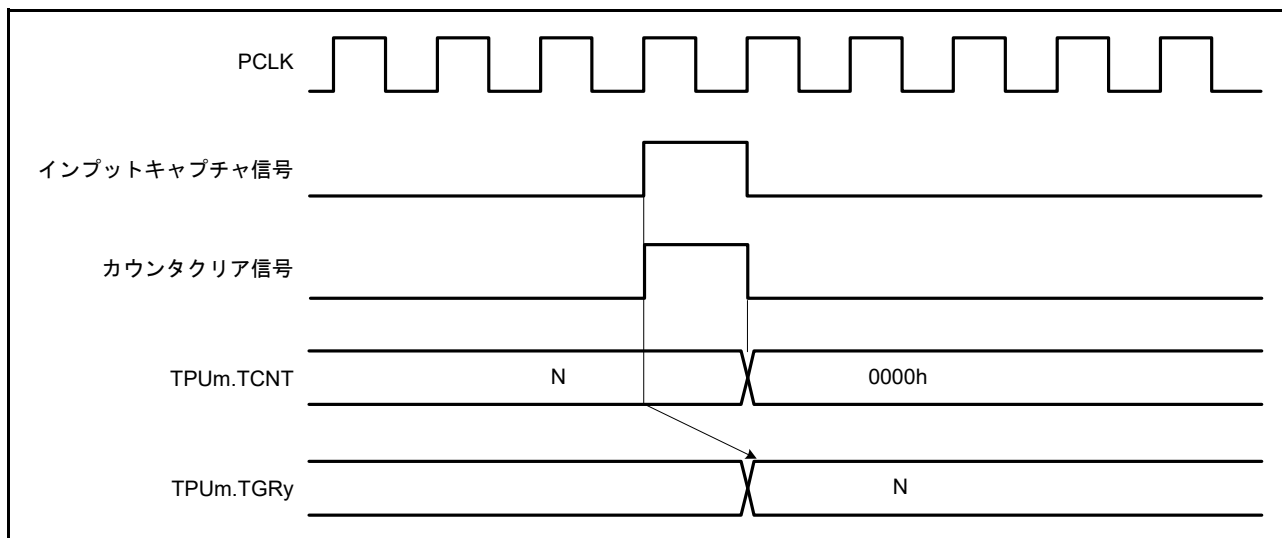 PCLK
インプットキャプチャ信号
カウンタクリア信号
TPUm.TCNT
N
0000h
TPUm.TGRy
N